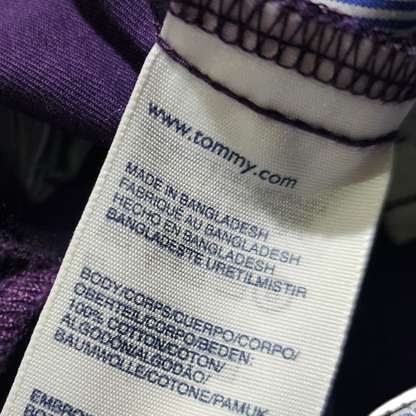 www.tommy.com
MADE IN BANGLADESH
FABRIQUE AU BANGLADESH
HECHO EN BANGLADESH
BANGLADESTE URETILMISTIR
BODY/CORPS/CUERPO/CORPO/
OBERTEIL/CORPO/BEDEN:
100% COTTON/COTON/
ALGODÓN/ALGODÃO/
BAUMWOLLE/COTONE/PAMUK